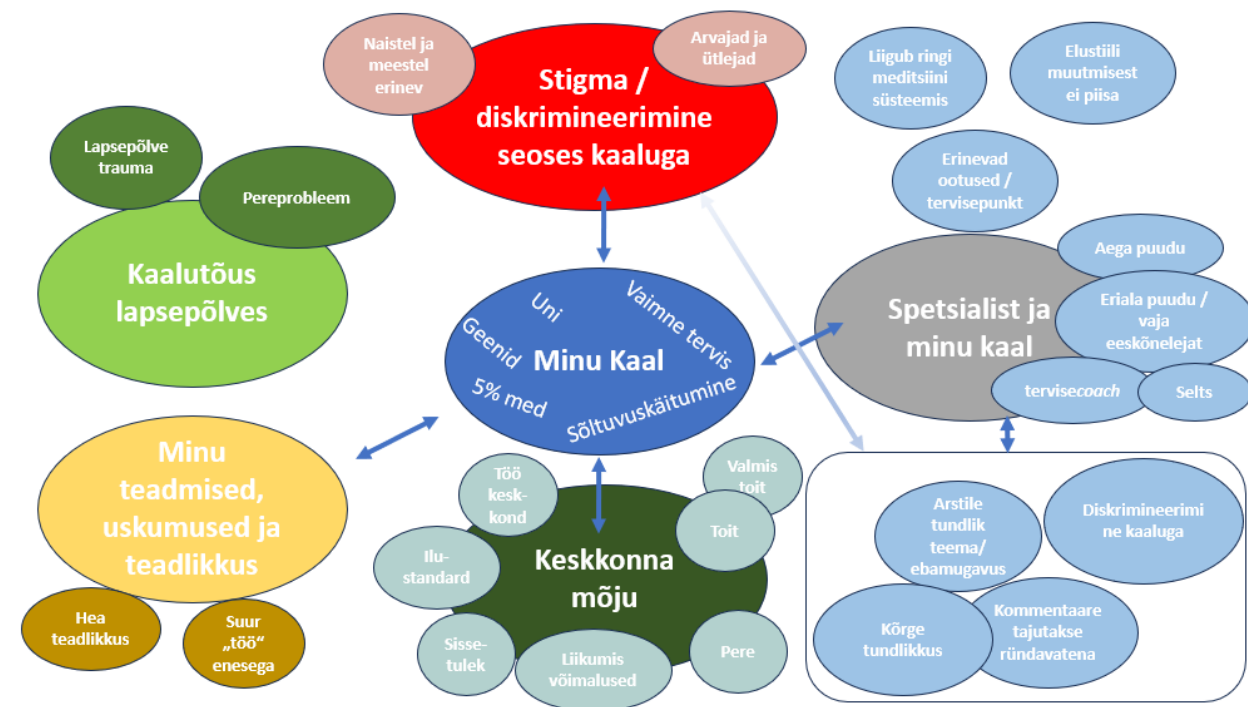 Naistel ja
meestel
erinev
Arvajad ja
ütlejad
Stigma /
diskrimineerimine
seoses kaaluga
Liigub ringi
meditsiini
süsteemis
Elustiili
muutmisest
ei piisa
Erinevad
ootused /
tervisepunkt
Lapsepõlve
trauma
Pereprobleem
Kaalutõus
lapsepõlves
Uni
Vaimne tervis
Geenid
Minu Kaal
5% med
Sõltuvuskäitumine
Spetsialist ja
minu kaal
Aega puudu
Eriala puudu /
vaja
eeskõnelejat
tervisecoach
Selts
Minu
teadmised,
uskumused ja
teadlikkus
Hea
teadlikkus
Suur
„töö“
enesega
Töö
kesk-
kond
Valmis
toit
Toit
Ilu-
standard
Keskkonna
mõju
Sisse-
tulek
Liikumis
võimalused
Pere
Arstile
tundlik
teema/
ebamugavus
Diskrimineerimi
ne kaaluga
Kõrge
tundlikkus
Kommentaare
tajutakse
ründavatena